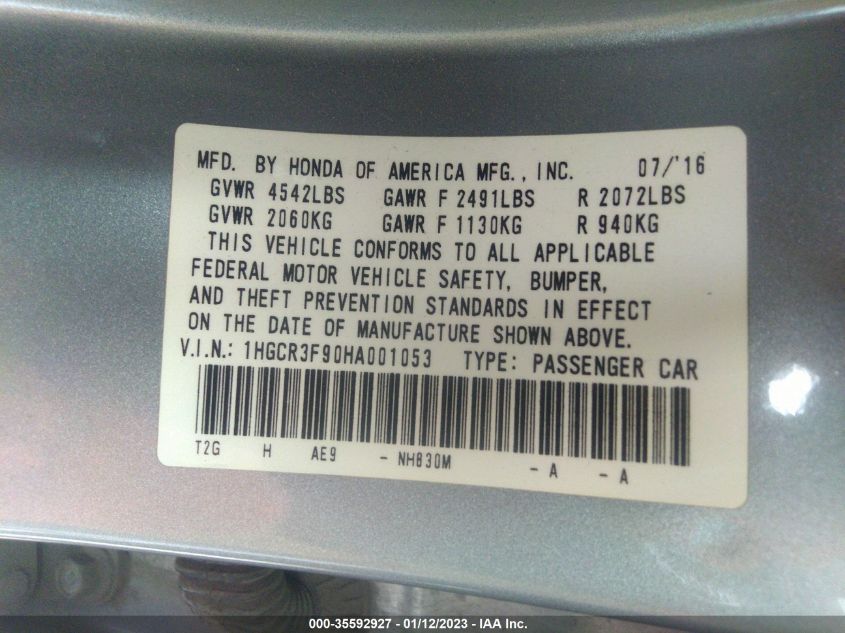 MFD. BY HONDA OF AMERICA MFG., INC. 07/'16
GVWR 4542LBS GAWR F 2491LBS R 2072LBS
GVWR 2060KG GAWR F 1130KG R 940KG
THIS VEHICLE CONFORMS TO ALL APPLICABLE
FEDERAL MOTOR VEHICLE SAFETY, BUMPER,
AND THEFT PREVENTION STANDARDS IN EFFECT
ON THE DATE OF MANUFACTURE SHOWN ABOVE.
V.I.N.: 1HGCR3F90HA001053 TYPE: PASSENGER CAR
T2G H AE9 - NH830M - A - A
000-35592927 - 01/12/2023 - IAA Inc.